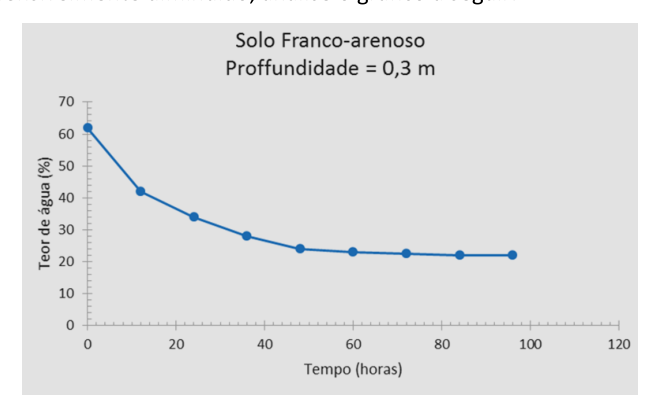 Solo Franco-arenoso
Proffundidade = 0,3 m
70
60
50
40
30
20
10
0
Teor de água (%)
0 20 40 60 80 100 120
Tempo (horas)